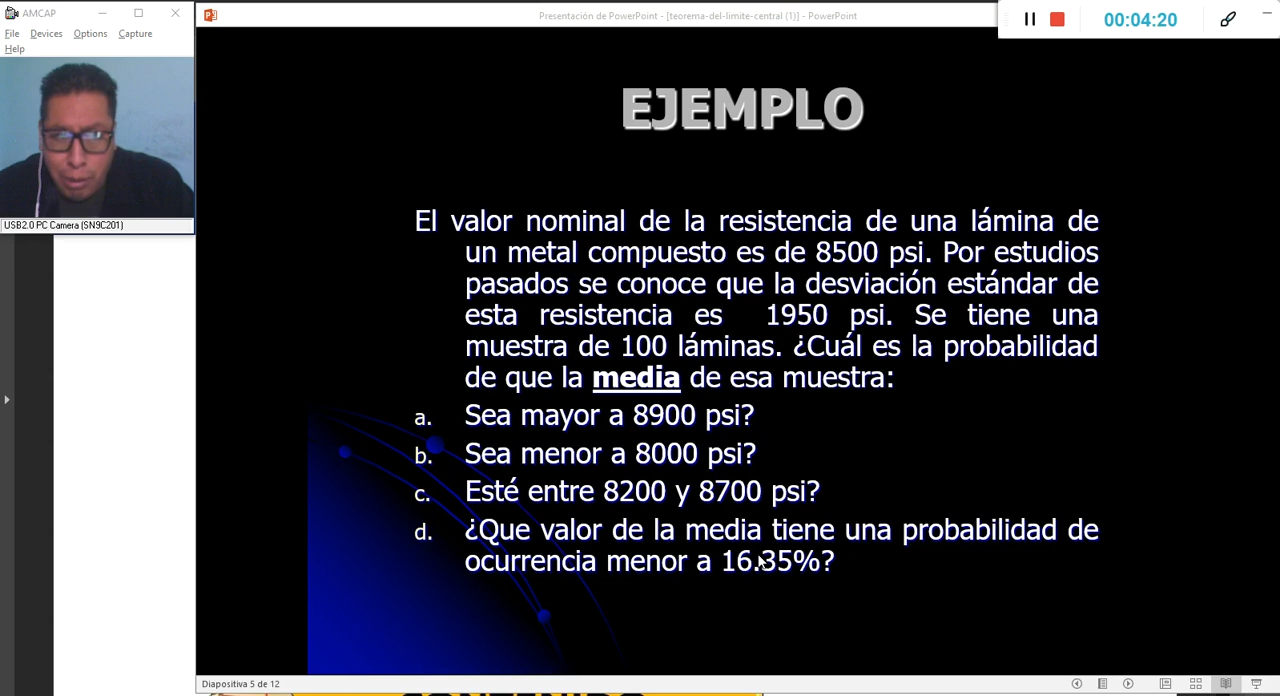 AMCAP
File Devices Options Capture
Help
USB2.0 PC Camera (SN9C201)
Presentación de PowerPoint - [teorema-del-limite-central (1)] - PowerPoint
00:04:20
EJEMPLO
El valor nominal de la resistencia de una lámina de
un metal compuesto es de 8500 psi. Por estudios
pasados se conoce que la desviación estándar de
esta resistencia es 1950 psi. Se tiene una
muestra de 100 láminas. ¿Cuál es la probabilidad
de que la media de esa muestra:
a. Sea mayor a 8900 psi?
b. Sea menor a 8000 psi?
c. Esté entre 8200 y 8700 psi?
d. ¿Que valor de la media tiene una probabilidad de
ocurrencia menor a 16.35%?
Diapositiva 5 de 12